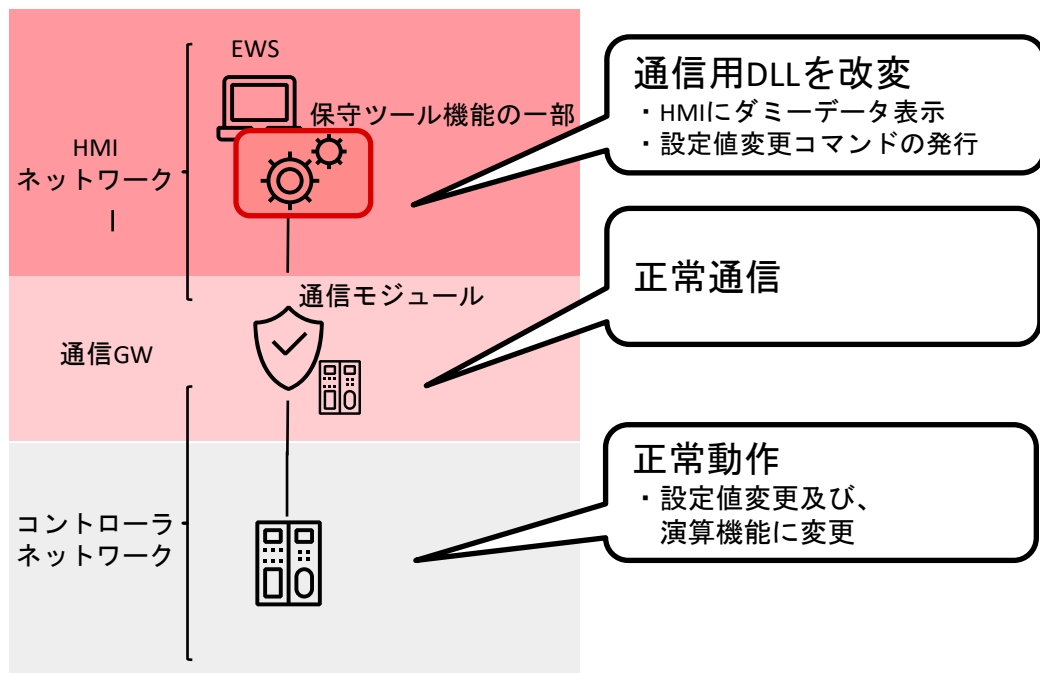 EWS
保守ツール機能の一部
HMI
ネットワーク
通信用DLLを改変
・HMIにダミーデータ表示
・設定値変更コマンドの発行
通信モジュール
通信GW
正常通信
コントローラ
ネットワーク
正常動作
・設定値変更及び、
演算機能に変更